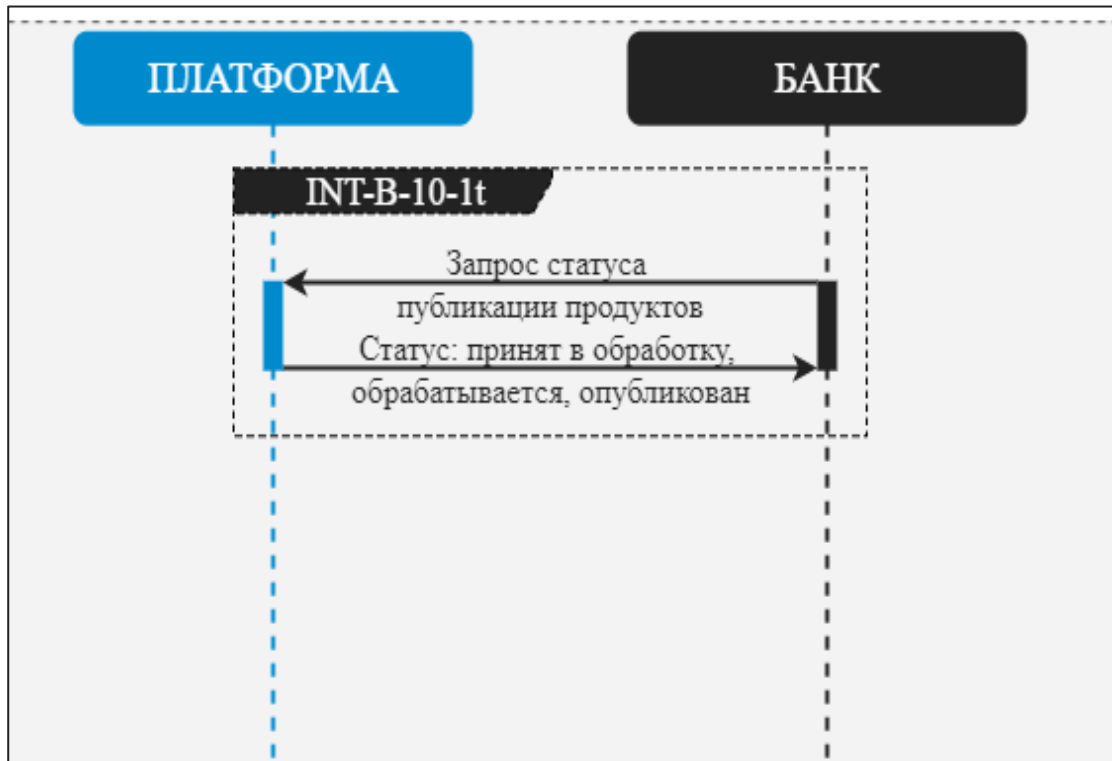 ПЛАТФОРМА
БАНК
INT-B-10-1t
Запрос статуса
публикации продуктов
Статус: принят в обработку,
обрабатывается, опубликован